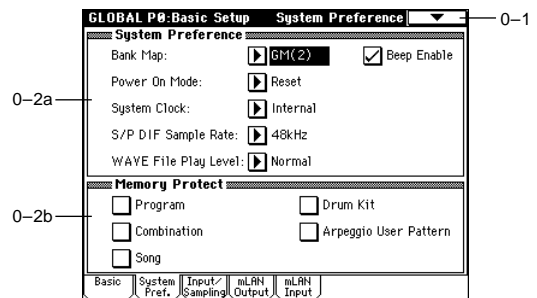 GLOBAL P0:Basic Setup System Preference
0–1
System Preference
Bank Map: GM(2) Beep Enable
Power On Mode: Reset
0–2a
System Clock: Internal
S/P DIF Sample Rate: 48kHz
WAVE File Play Level: Normal
Memory Protect
Program Drum Kit
0–2b
Combination Arpeggio User Pattern
Song
Basic System Pref. Input/ Sampling mLAN Output mLAN Input